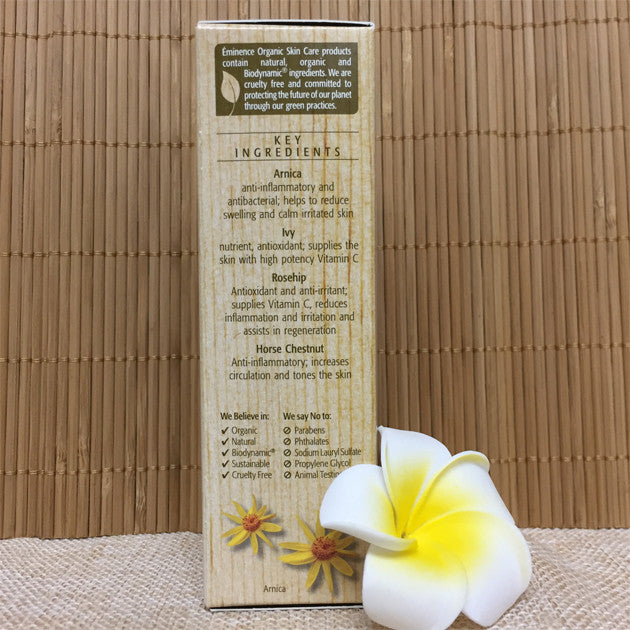 Éminence Organic Skin Care products
contain natural, organic and
Biodynamic® ingredients. We are
cruelty free and committed to
protecting the future of our planet
through our green practices.
KEY
INGREDIENTS
Arnica
anti-inflammatory and
antibacterial; helps to reduce
swelling and calm irritated skin
Ivy
nutrient, antioxidant; supplies the
skin with high potency Vitamin C
Rosehip
Antioxidant and anti-irritant;
supplies Vitamin C, reduces
inflammation and irritation and
assists in regeneration
Horse Chestnut
Anti-inflammatory; increases
circulation and tones the skin
We Believe in:
✓ Organic
✓ Natural
✓ Biodynamic®
✓ Sustainable
✓ Cruelty Free
We say No to:
⊘ Parabens
⊘ Phthalates
⊘ Sodium Lauryl Sulfate
⊘ Propylene Glycol
⊘ Animal Testin
Arnica